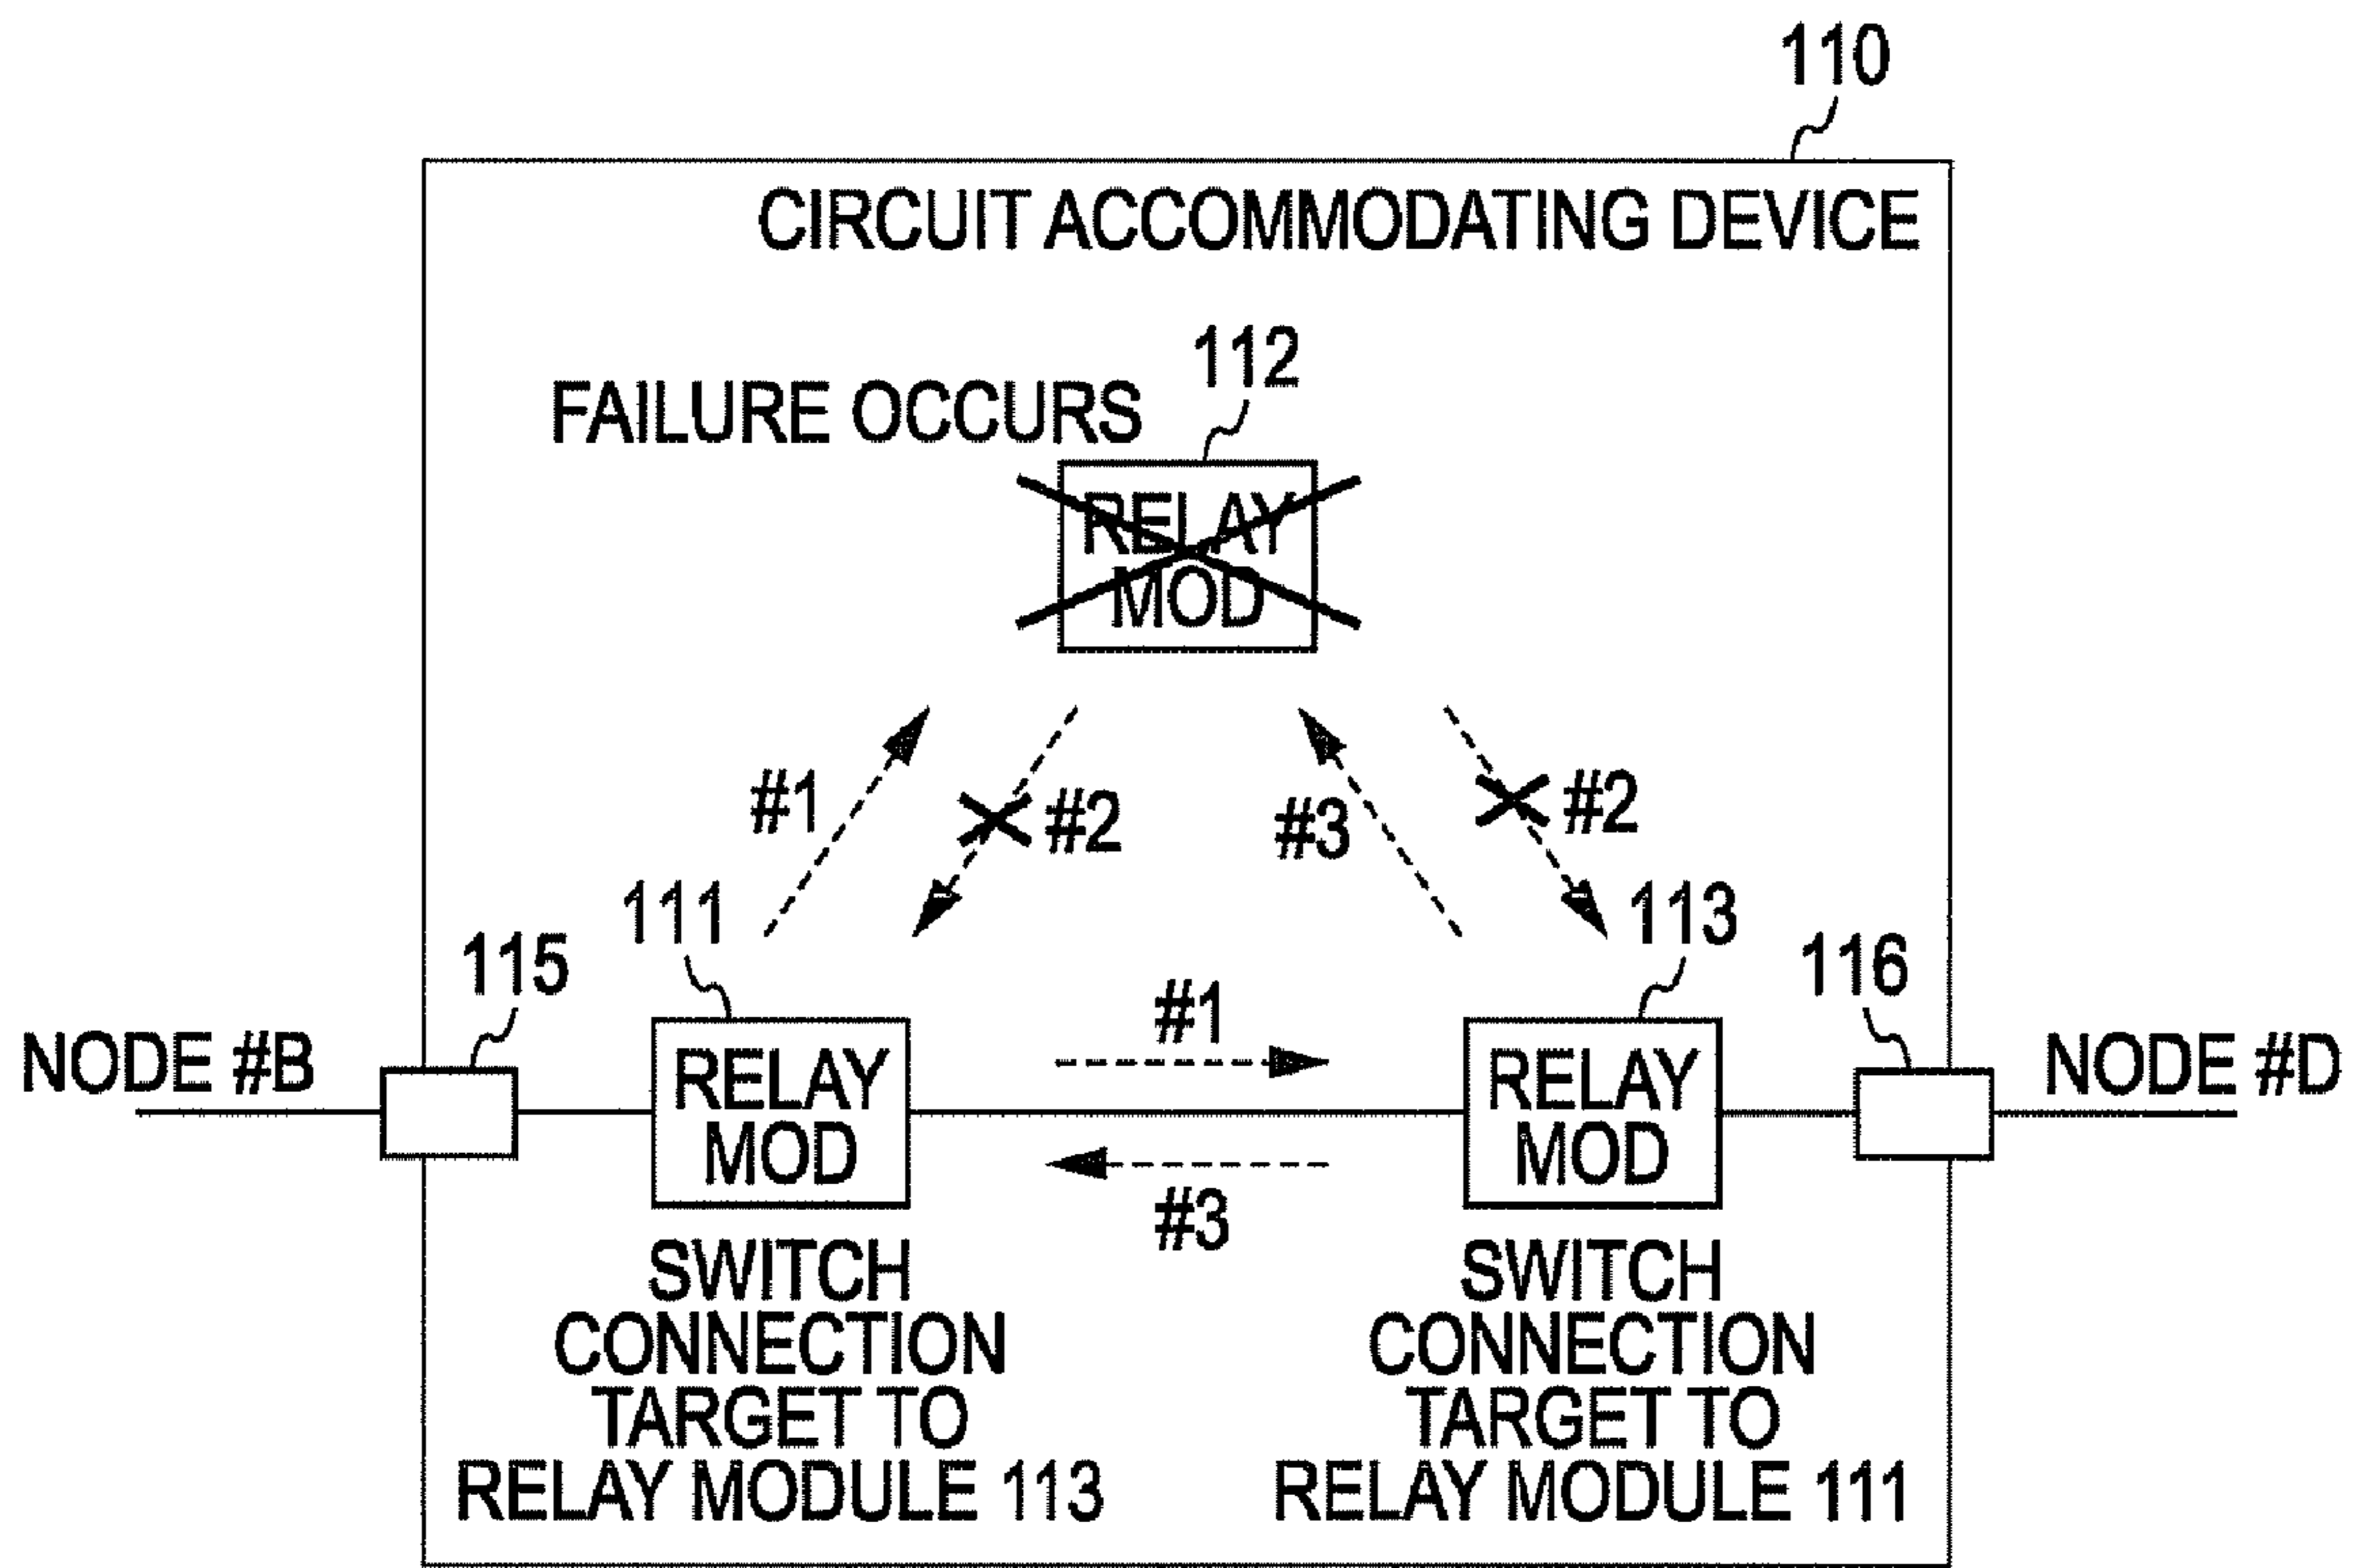 110
CIRCUIT ACCOMMODATING DEVICE
112
FAILURE OCCURS
RELAY
MOD
#1
#2
#3
#2
111
113
115
116
#1
NODE #B
NODE #D
RELAY
MOD
RELAY
MOD
#3
SWITCH
CONNECTION
TARGET TO
RELAY MODULE 113
SWITCH
CONNECTION
TARGET TO
RELAY MODULE 111